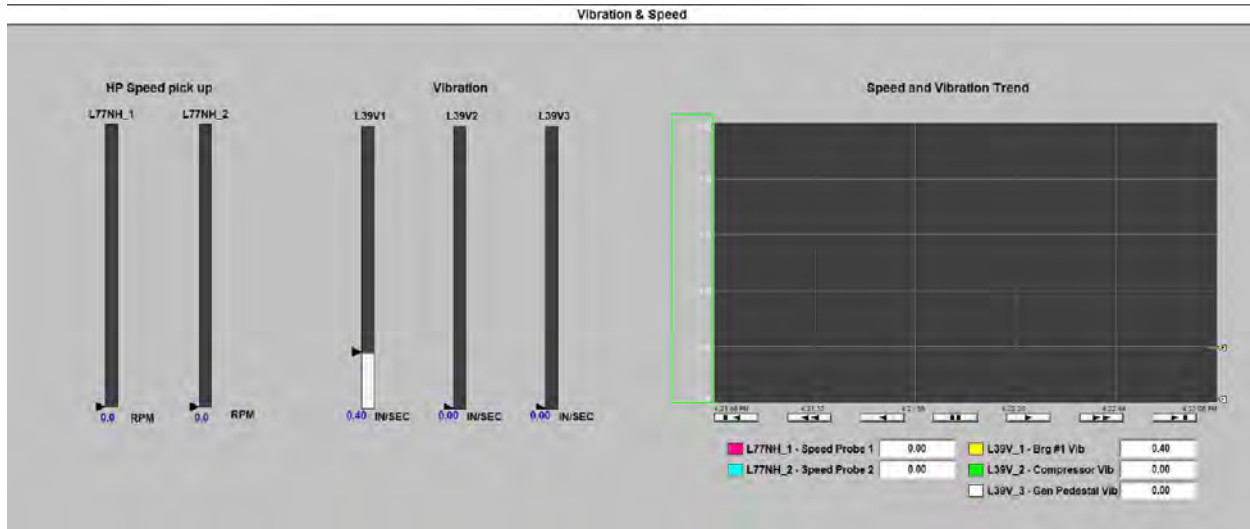 Vibration & Speed
HP Speed pick up
L77NH_1 L77NH_2
0.0 RPM 0.0 RPM
Vibration
L39V1 L39V2 L39V3
0.40 IN/SEC 0.00 IN/SEC 0.00 IN/SEC
Speed and Vibration Trend
L77NH_1 - Speed Probe 1 0.00
L77NH_2 - Speed Probe 2 0.00
L39V_1 - Brg #1 Vib 0.40
L39V_2 - Compressor Vib 0.00
L39V_3 - Gen Pedestal Vib 0.00